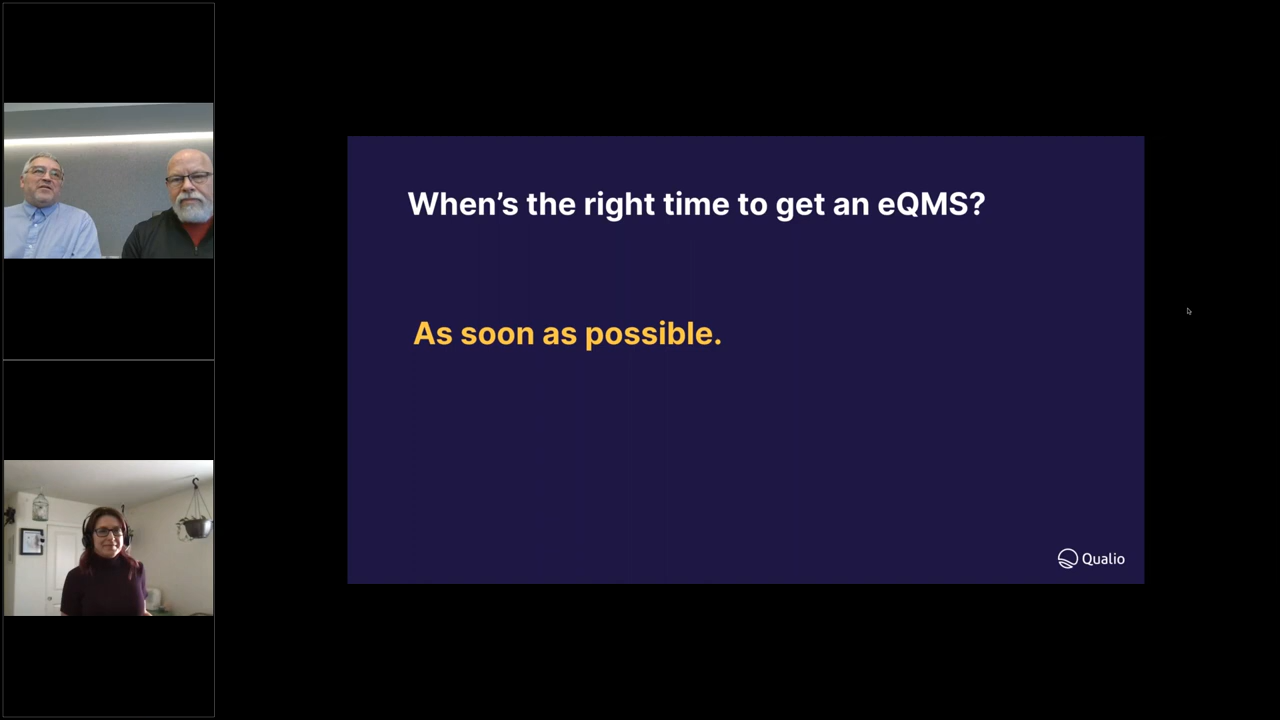 When's the right time to get an eQMS?
As soon as possible.
Qualio